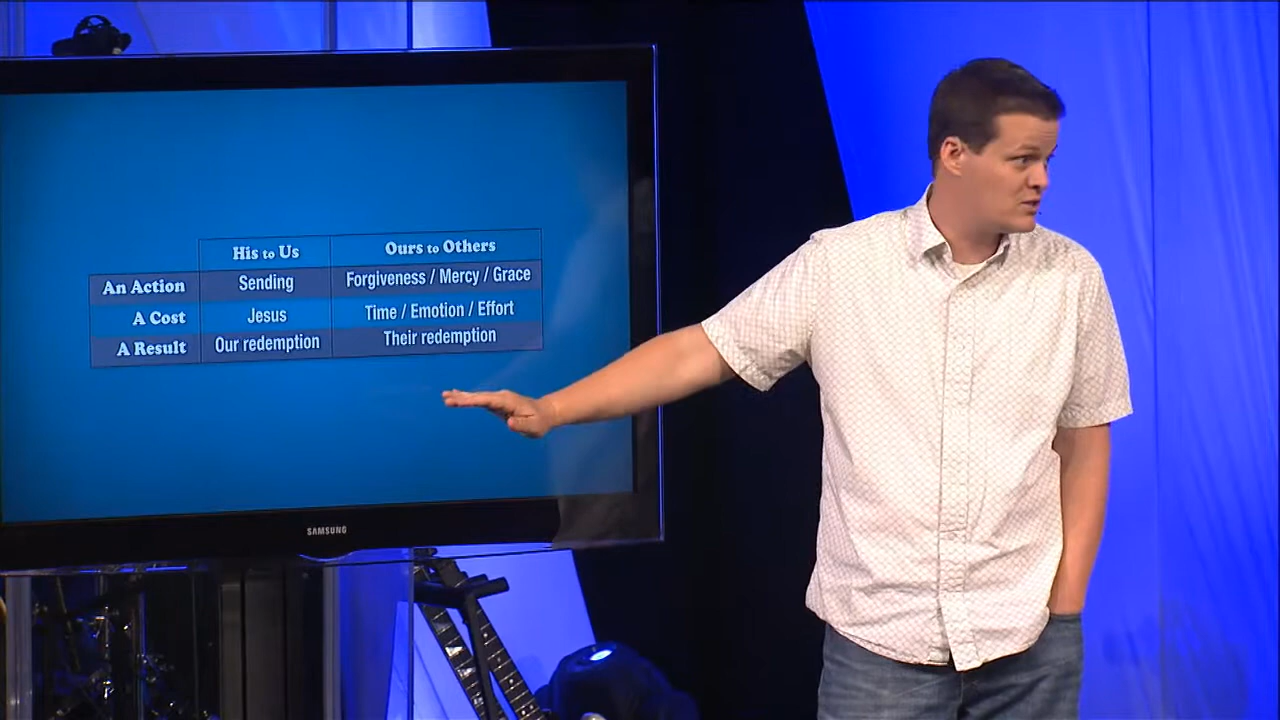 His to Us Ours to Others
An Action Sending Forgiveness / Mercy / Grace
A Cost Jesus Time / Emotion / Effort
A Result Our redemption Their redemption
SAMSUNG